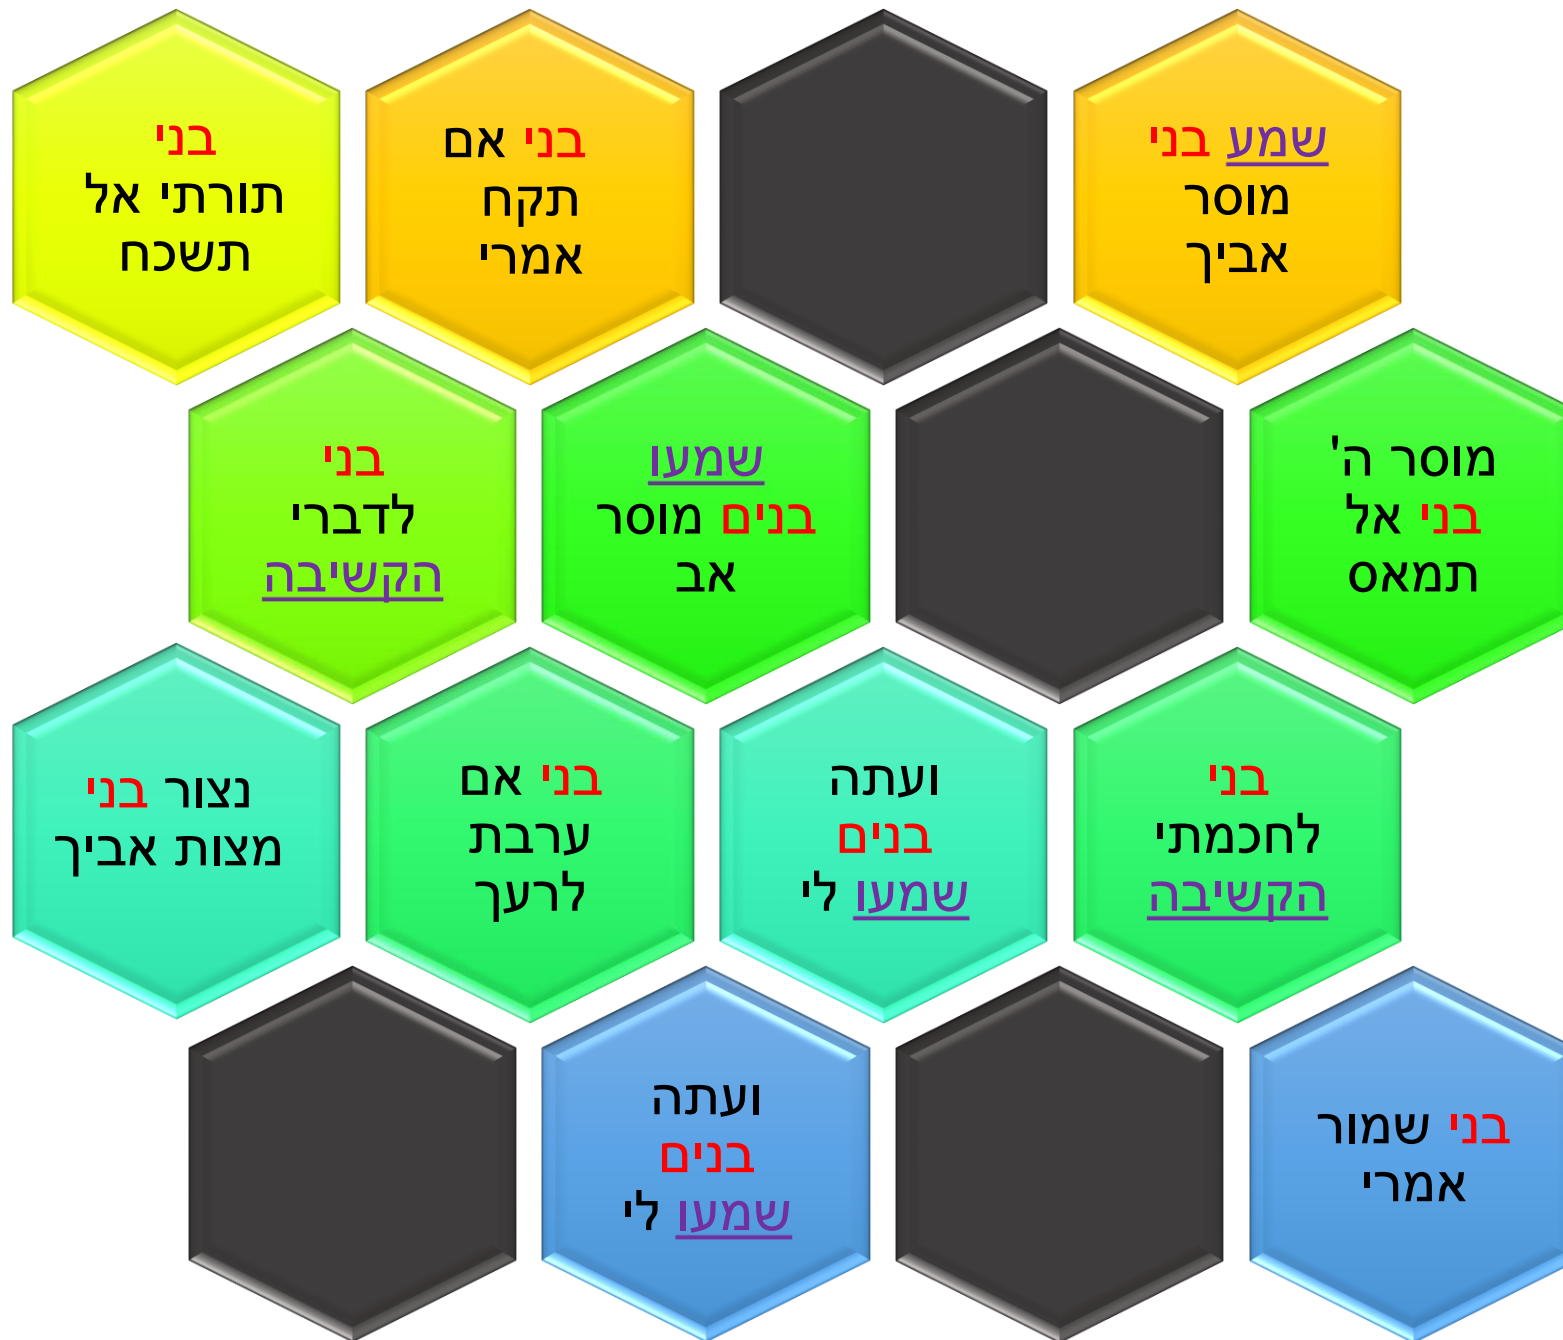 שמע בני
מוסר
אביך
בני אם
תקח
אמרי
בני
תורתי אל
תשכח
מוסר ה'
בני אל
תמאס
שמעו
בנים מוסר
אב
בני
לדברי
הקשיבה
בני
לחכמתי
הקשיבה
ועתה
בנים
שמעו לי
בני אם
ערבת
לרעך
נצור בני
מצות אביך
בני שמור
אמרי
ועתה
בנים
שמעו לי